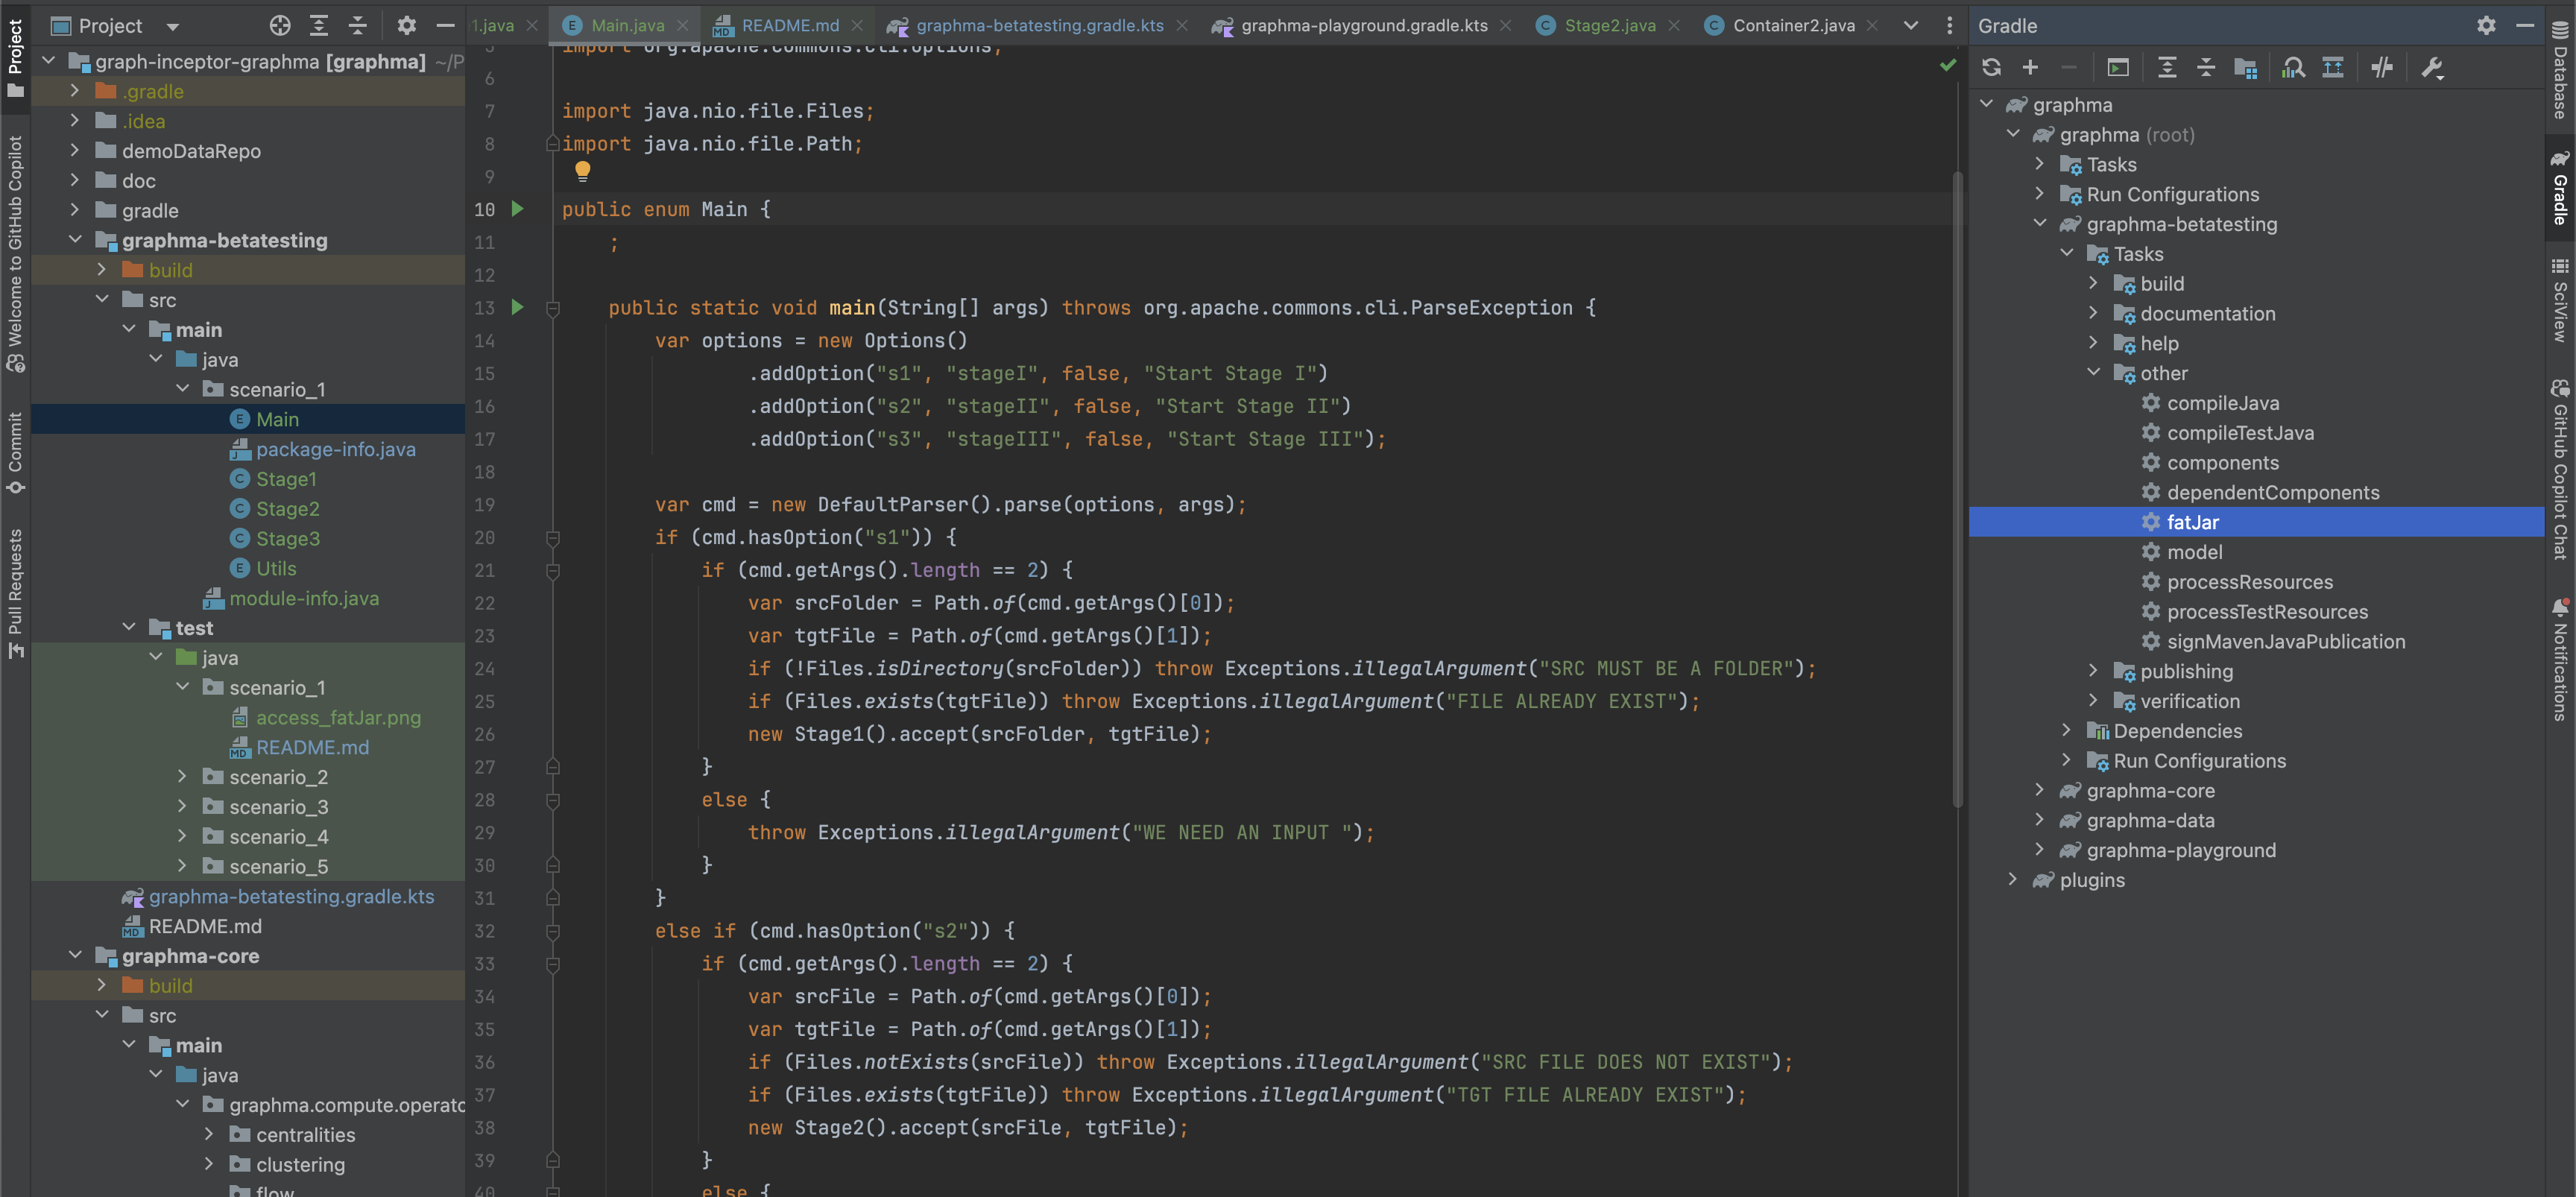 Project
Welcome to GitHub Copilot
Commit
Pull Requests
Project
graph-inceptor-graphma [graphma] ~/P
.gradle
.idea
demoDataRepo
doc
gradle
graphma-betatesting
build
src
main
java
scenario_1
Main
package-info.java
Stage1
Stage2
Stage3
Utils
module-info.java
test
java
scenario_1
access_fatJar.png
README.md
scenario_2
scenario_3
scenario_4
scenario_5
graphma-betatesting.gradle.kts
README.md
graphma-core
build
src
main
java
graphma.compute.operato
centralities
clustering
flow
1.java Main.java README.md graphma-betatesting.gradle.kts graphma-playground.gradle.kts Stage2.java Container2.java
5 import org.apache.commons.cli.Options;
6
7 import java.nio.file.Files;
8 import java.nio.file.Path;
9
10 public enum Main {
11 ;
12
13 public static void main(String[] args) throws org.apache.commons.cli.ParseException {
14 var options = new Options()
15 .addOption("s1", "stageI", false, "Start Stage I")
16 .addOption("s2", "stageII", false, "Start Stage II")
17 .addOption("s3", "stageIII", false, "Start Stage III");
18
19 var cmd = new DefaultParser().parse(options, args);
20 if (cmd.hasOption("s1")) {
21 if (cmd.getArgs().length == 2) {
22 var srcFolder = Path.of(cmd.getArgs()[0]);
23 var tgtFile = Path.of(cmd.getArgs()[1]);
24 if (!Files.isDirectory(srcFolder)) throw Exceptions.illegalArgument("SRC MUST BE A FOLDER");
25 if (Files.exists(tgtFile)) throw Exceptions.illegalArgument("FILE ALREADY EXIST");
26 new Stage1().accept(srcFolder, tgtFile);
27 }
28 else {
29 throw Exceptions.illegalArgument("WE NEED AN INPUT ");
30 }
31 }
32 else if (cmd.hasOption("s2")) {
33 if (cmd.getArgs().length == 2) {
34 var srcFile = Path.of(cmd.getArgs()[0]);
35 var tgtFile = Path.of(cmd.getArgs()[1]);
36 if (Files.notExists(srcFile)) throw Exceptions.illegalArgument("SRC FILE DOES NOT EXIST");
37 if (Files.exists(tgtFile)) throw Exceptions.illegalArgument("TGT FILE ALREADY EXIST");
38 new Stage2().accept(srcFile, tgtFile);
39 }
40 else {
Gradle
graphma
graphma (root)
Tasks
Run Configurations
graphma-betatesting
Tasks
build
documentation
help
other
compileJava
compileTestJava
components
dependentComponents
fatJar
model
processResources
processTestResources
signMavenJavaPublication
publishing
verification
Dependencies
Run Configurations
graphma-core
graphma-data
graphma-playground
plugins
Database
Gradle
SciView
GitHub Copilot Chat
Notifications